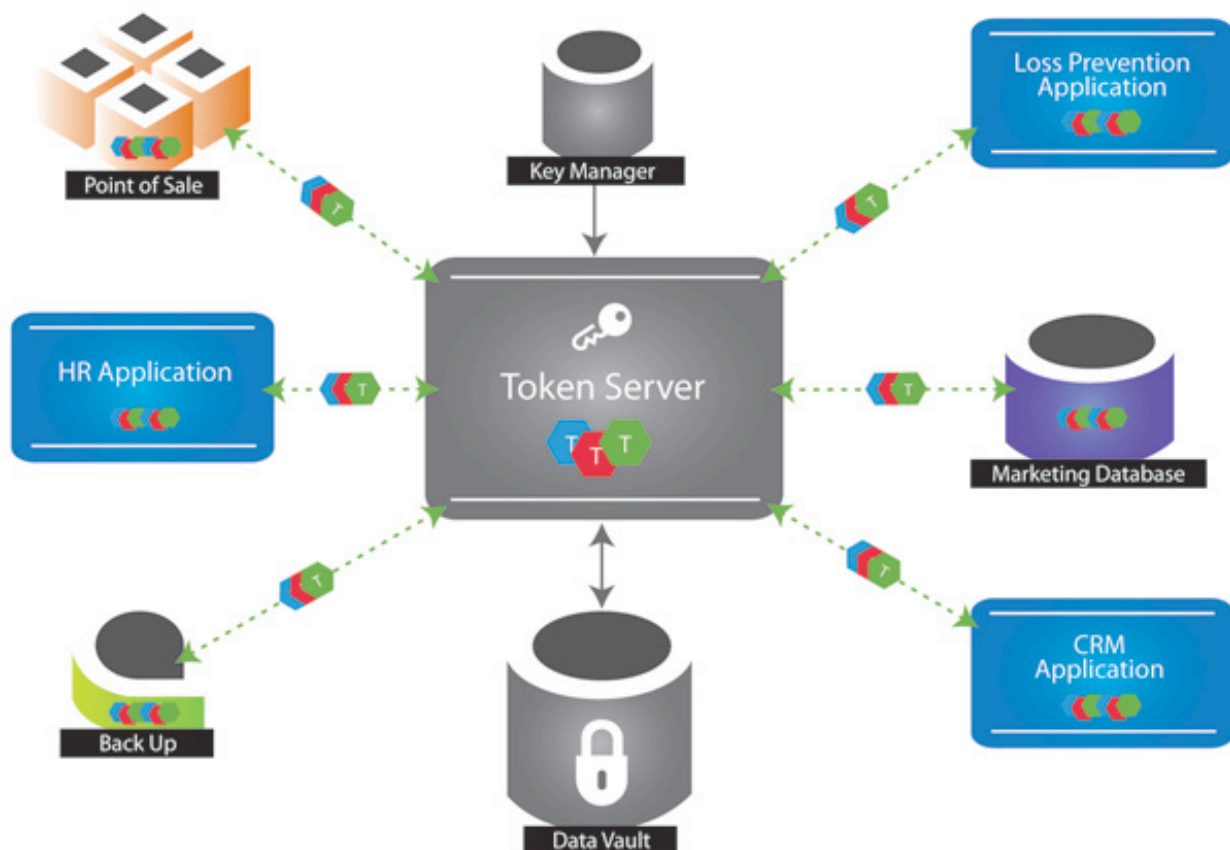 Loss Prevention
Application
Point of Sale
Key Manager
T
T
HR Application
T
Token Server
T
T T T
Marketing Database
T
T
Back Up
CRM
Application
Data Vault